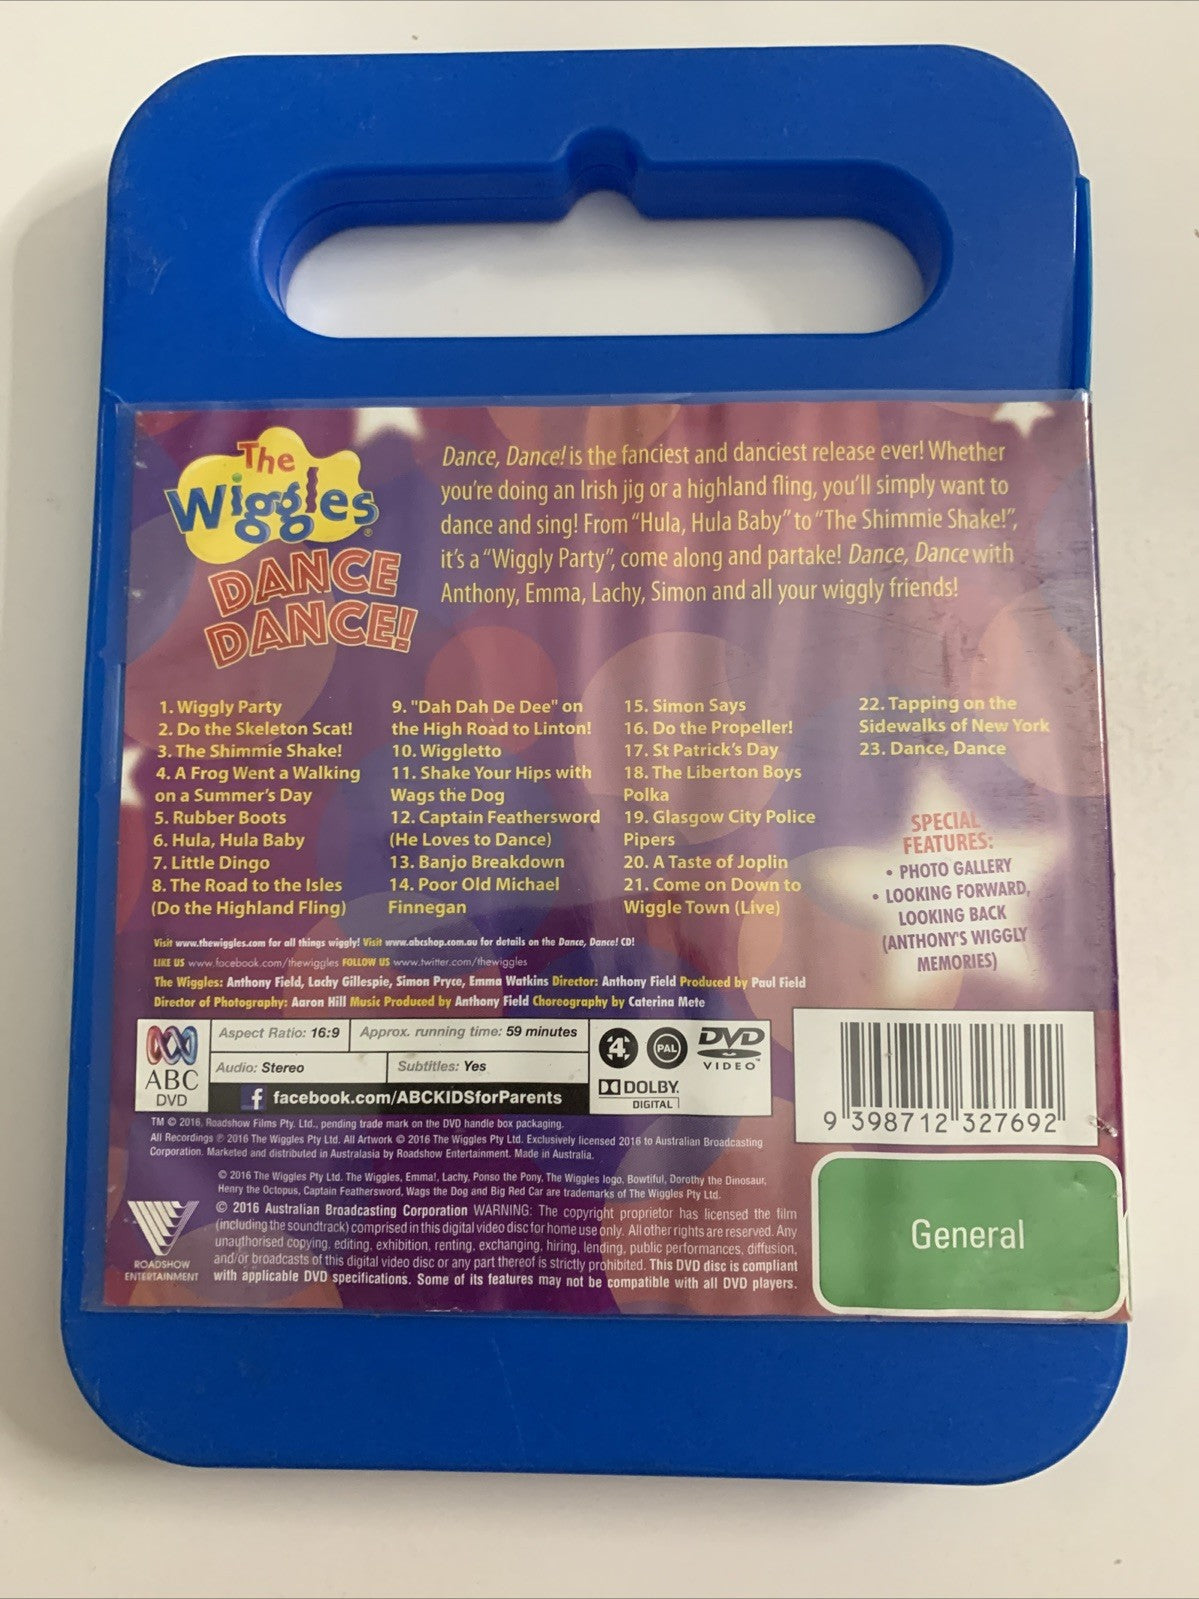 The
Wiggles®
DANCE
DANCE!
Dance, Dance! is the fanciest and danciest release ever! Whether
you're doing an Irish jig or a highland fling, you'll simply want to
dance and sing! From "Hula, Hula Baby" to "The Shimmie Shake!",
it's a "Wiggly Party", come along and partake! Dance, Dance with
Anthony, Emma, Lachy, Simon and all your wiggly friends!
1. Wiggly Party
2. Do the Skeleton Scat!
3. The Shimmie Shake!
4. A Frog Went a Walking
on a Summer's Day
5. Rubber Boots
6. Hula, Hula Baby
7. Little Dingo
8. The Road to the Isles
(Do the Highland Fling)
9. "Dah Dah De Dee" on
the High Road to Linton!
10. Wiggletto
11. Shake Your Hips with
Wags the Dog
12. Captain Feathersword
(He Loves to Dance)
13. Banjo Breakdown
14. Poor Old Michael
Finnegan
15. Simon Says
16. Do the Propeller!
17. St Patrick's Day
18. The Liberton Boys
Polka
19. Glasgow City Police
Pipers
20. A Taste of Joplin
21. Come on Down to
Wiggle Town (Live)
22. Tapping on the
Sidewalks of New York
23. Dance, Dance
SPECIAL
FEATURES:
• PHOTO GALLERY
• LOOKING FORWARD,
LOOKING BACK
(ANTHONY'S WIGGLY
MEMORIES)
Visit www.thewiggles.com for all things wiggly! Visit www.abcshop.com.au for details on the Dance, Dance! CD!
LIKE US www.facebook.com/thewiggles FOLLOW US www.twitter.com/thewiggles
The Wiggles: Anthony Field, Lachy Gillespie, Simon Pryce, Emma Watkins Director: Anthony Field Produced by Paul Field
Director of Photography: Aaron Hill Music Produced by Anthony Field Choreography by Caterina Mete
ABC
DVD
Aspect Ratio: 16:9
Approx. running time: 59 minutes
Audio: Stereo
Subtitles: Yes
f facebook.com/ABCKIDSforParents
4
PAL
DVD
VIDEO™
DOLBY
DIGITAL
9 398712 327692
TM © 2016, Roadshow Films Pty. Ltd., pending trade mark on the DVD handle box packaging.
All Recordings ℗ 2016 The Wiggles Pty Ltd. All Artwork © 2016 The Wiggles Pty Ltd. Exclusively licensed 2016 to Australian Broadcasting
Corporation. Marketed and distributed in Australasia by Roadshow Entertainment. Made in Australia.
© 2016 The Wiggles Pty Ltd. The Wiggles, Emma!, Lachy, Ponso the Pony, The Wiggles logo, Bowtiful, Dorothy the Dinosaur,
Henry the Octopus, Captain Feathersword, Wags the Dog and Big Red Car are trademarks of The Wiggles Pty Ltd.
© 2016 Australian Broadcasting Corporation WARNING: The copyright proprietor has licensed the film
(including the soundtrack) comprised in this digital video disc for home use only. All other rights are reserved. Any
unauthorised copying, editing, exhibition, renting, exchanging, hiring, lending, public performances, diffusion,
and/or broadcasts of this digital video disc or any part thereof is strictly prohibited. This DVD disc is compliant
with applicable DVD specifications. Some of its features may not be compatible with all DVD players.
ROADSHOW
ENTERTAINMENT
General